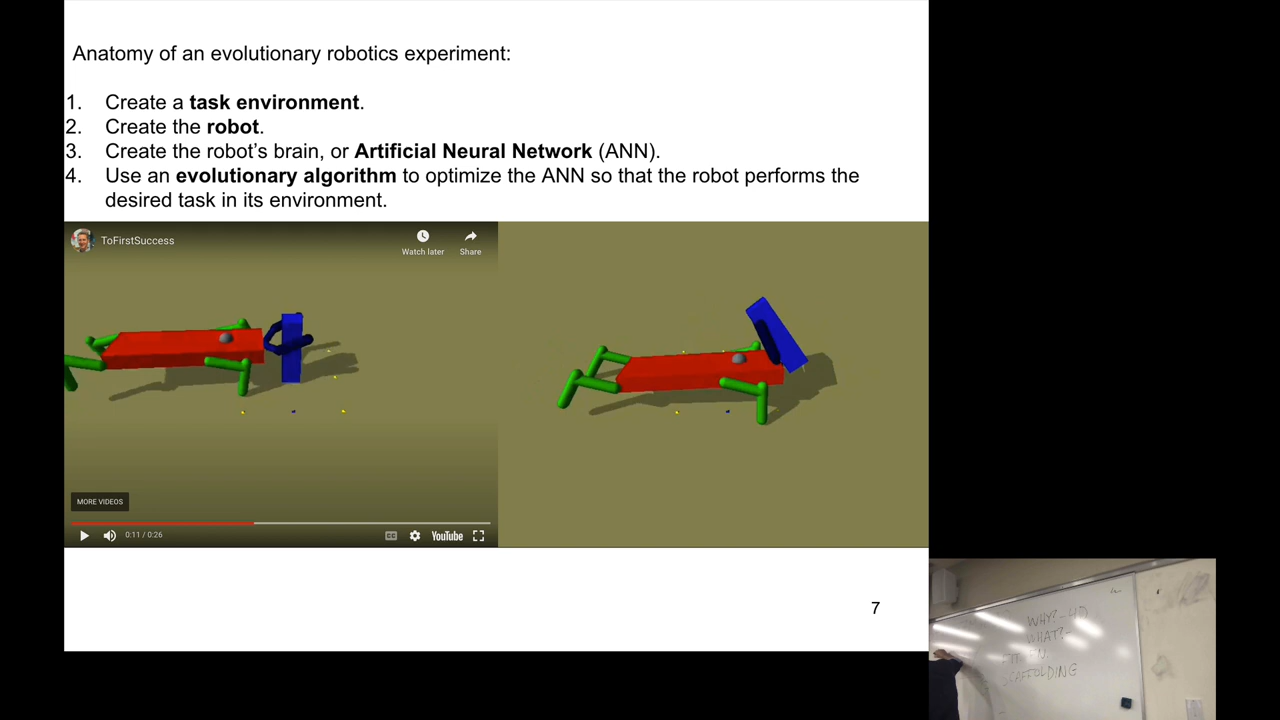 Anatomy of an evolutionary robotics experiment:
1. Create a task environment.
2. Create the robot.
3. Create the robot's brain, or Artificial Neural Network (ANN).
4. Use an evolutionary algorithm to optimize the ANN so that the robot performs the
desired task in its environment.
ToFirstSuccess
Watch later
Share
MORE VIDEOS
0:11 / 0:26
CC
YouTube
7
WHY?-
WHAT?-
SCAFFOLDING